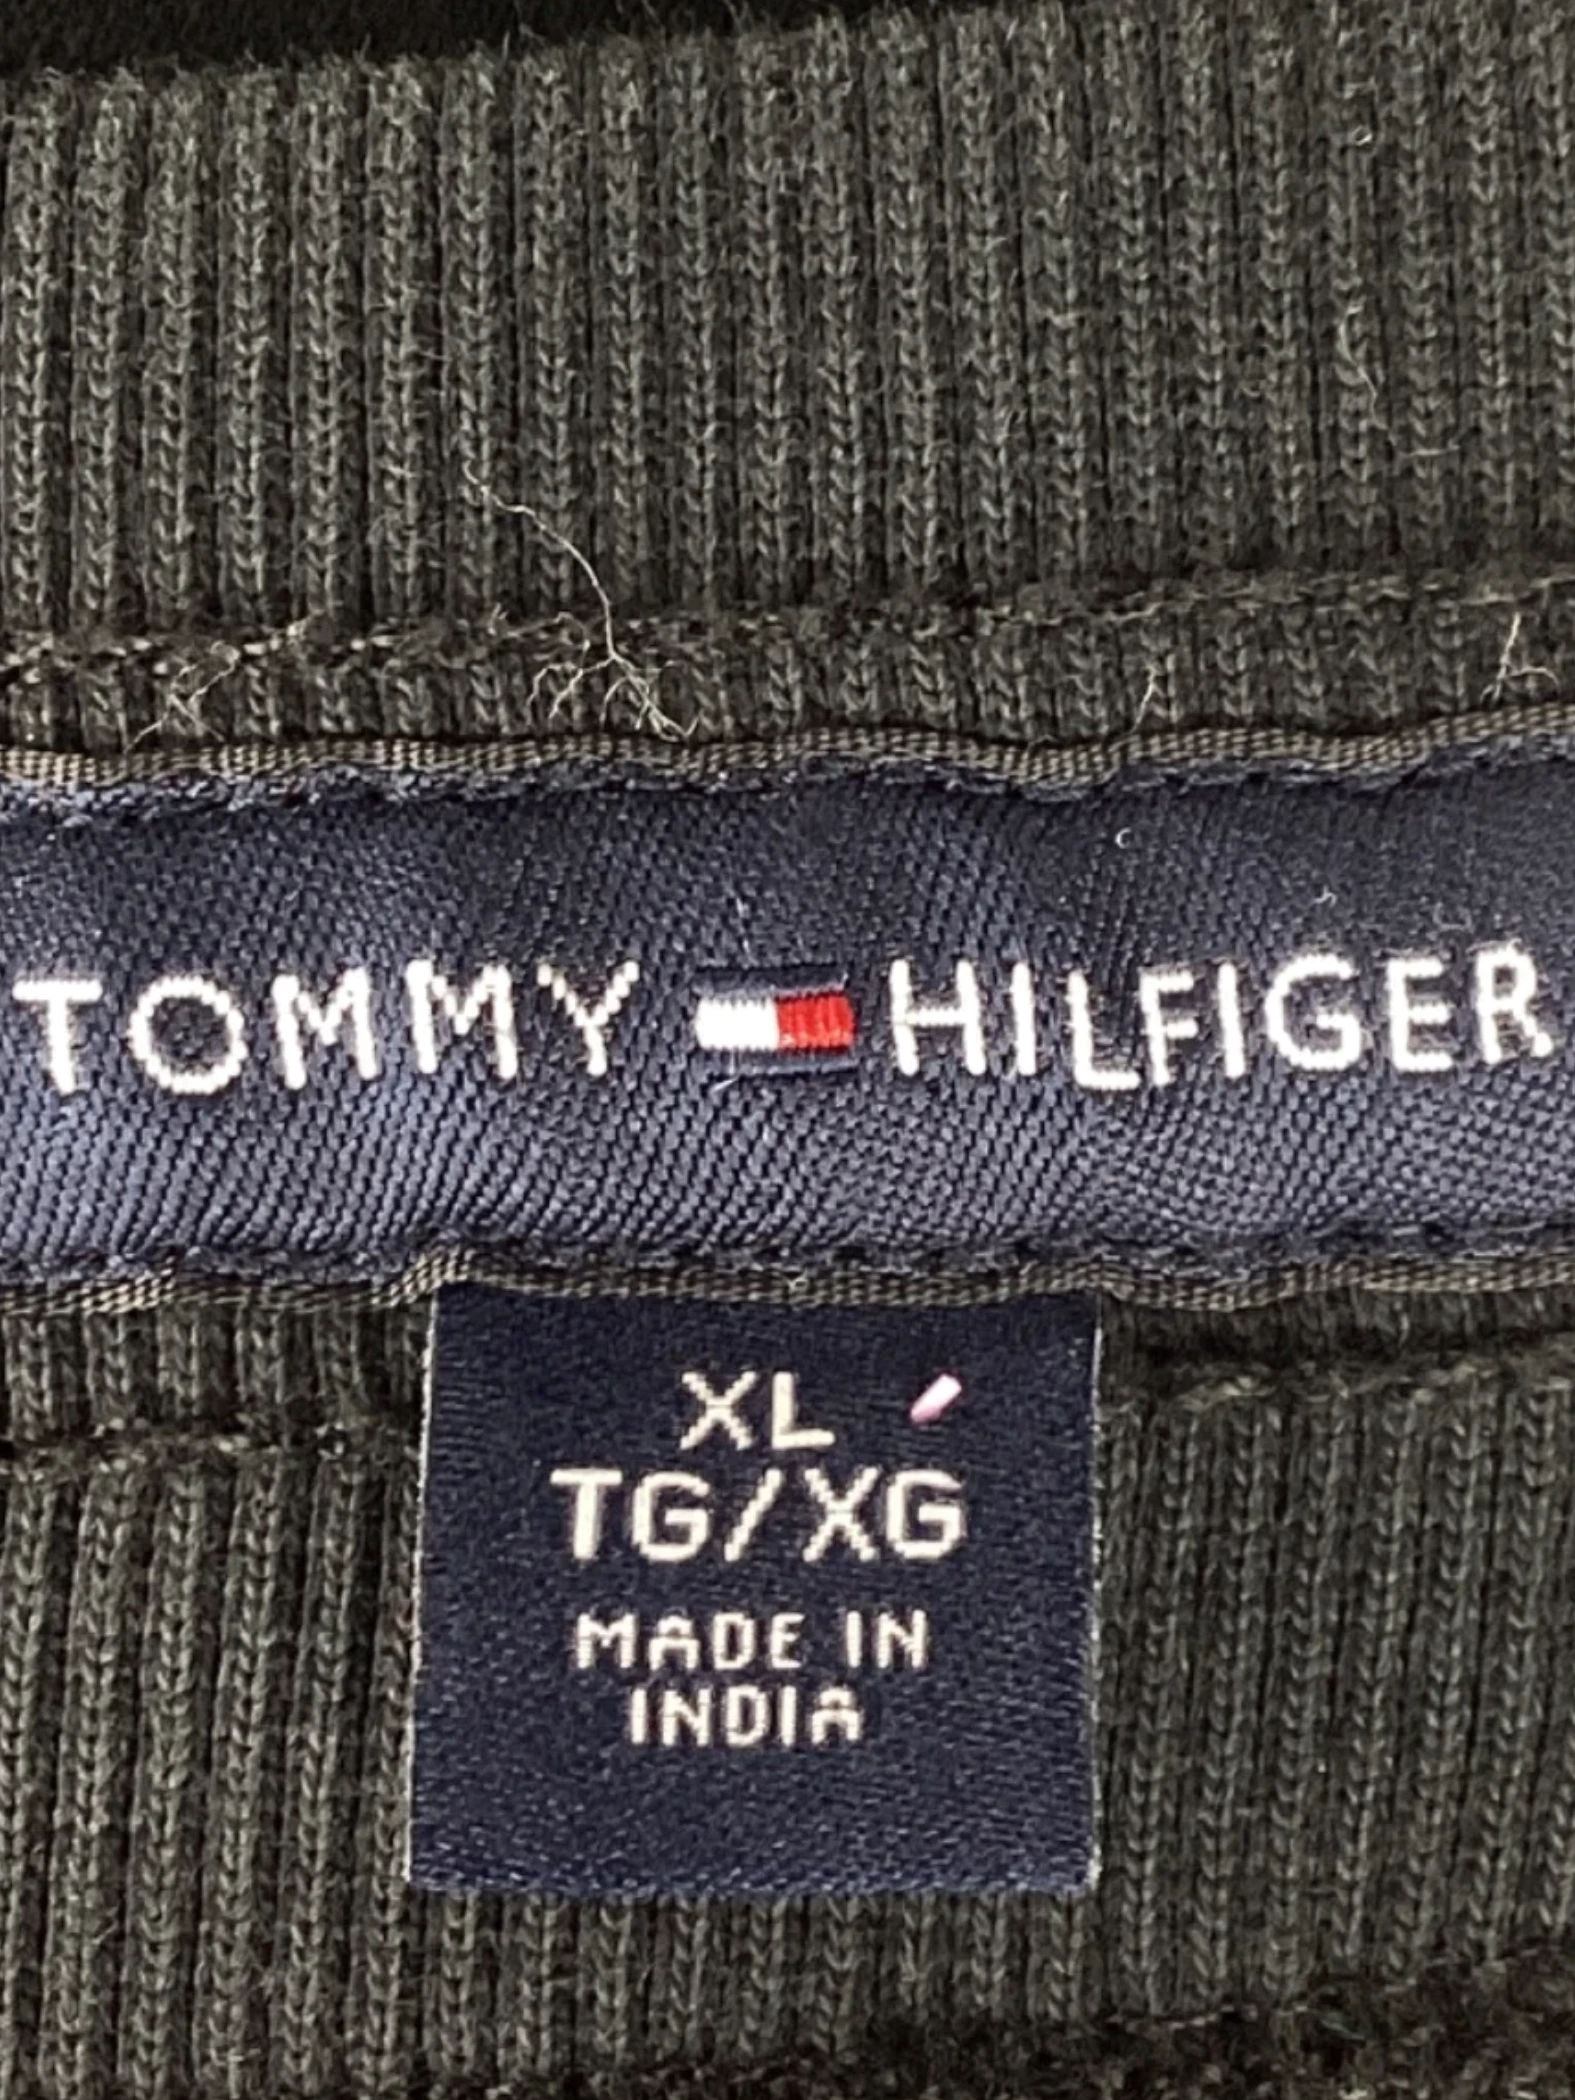 TOMMY HILFIGER
XL
TG/XG
MADE IN
INDIA